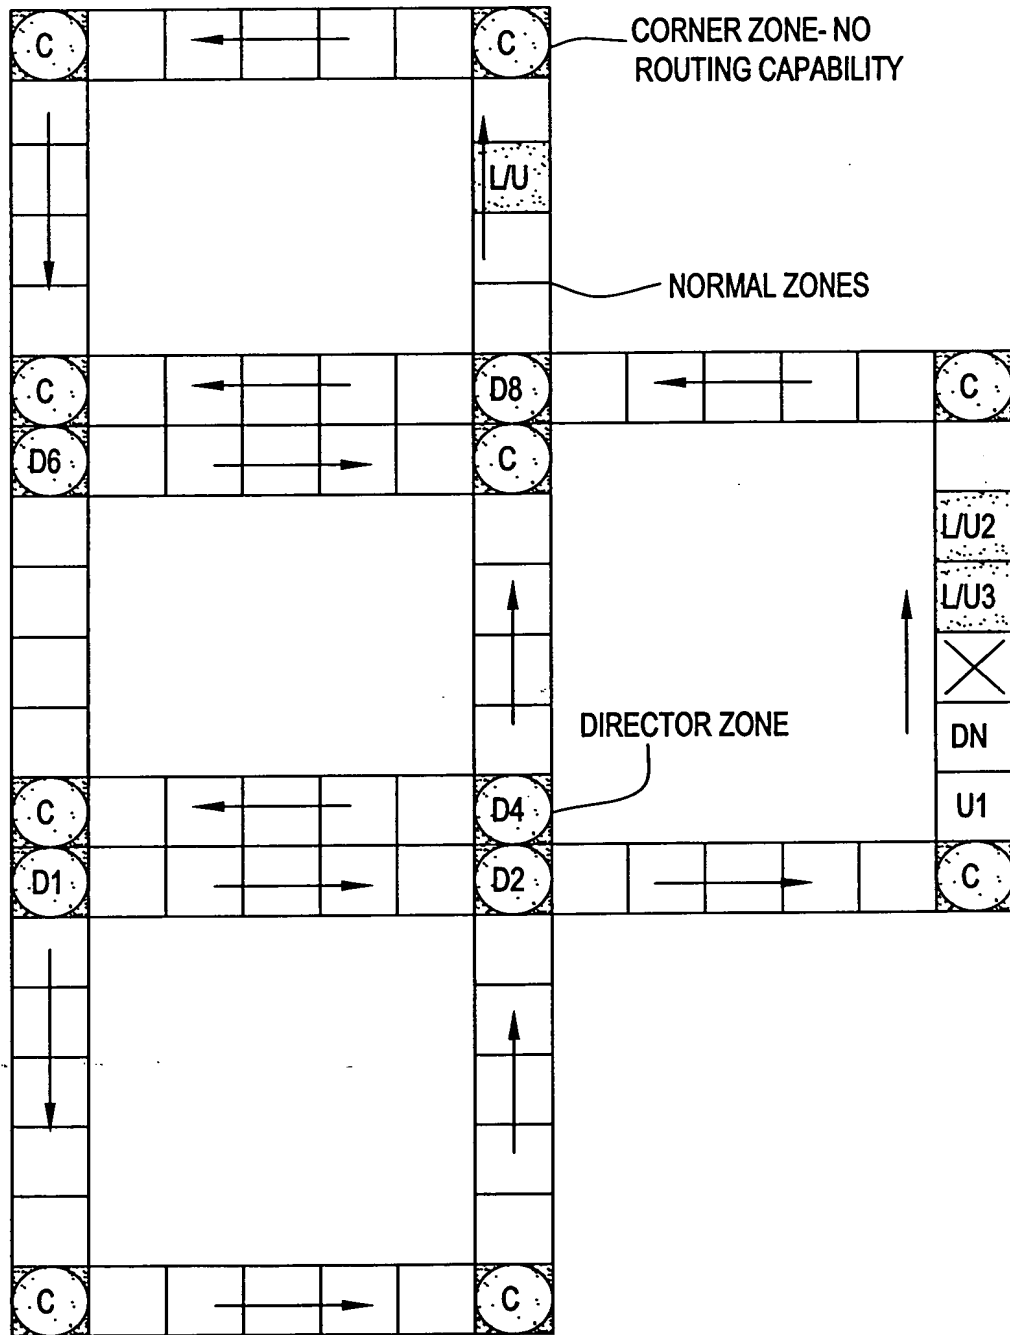 C
C
CORNER ZONE- NO
ROUTING CAPABILITY
L/U
NORMAL ZONES
C
D8
C
D6
C
L/U2
L/U3
DN
U1
DIRECTOR ZONE
C
D4
D1
D2
C
C
C